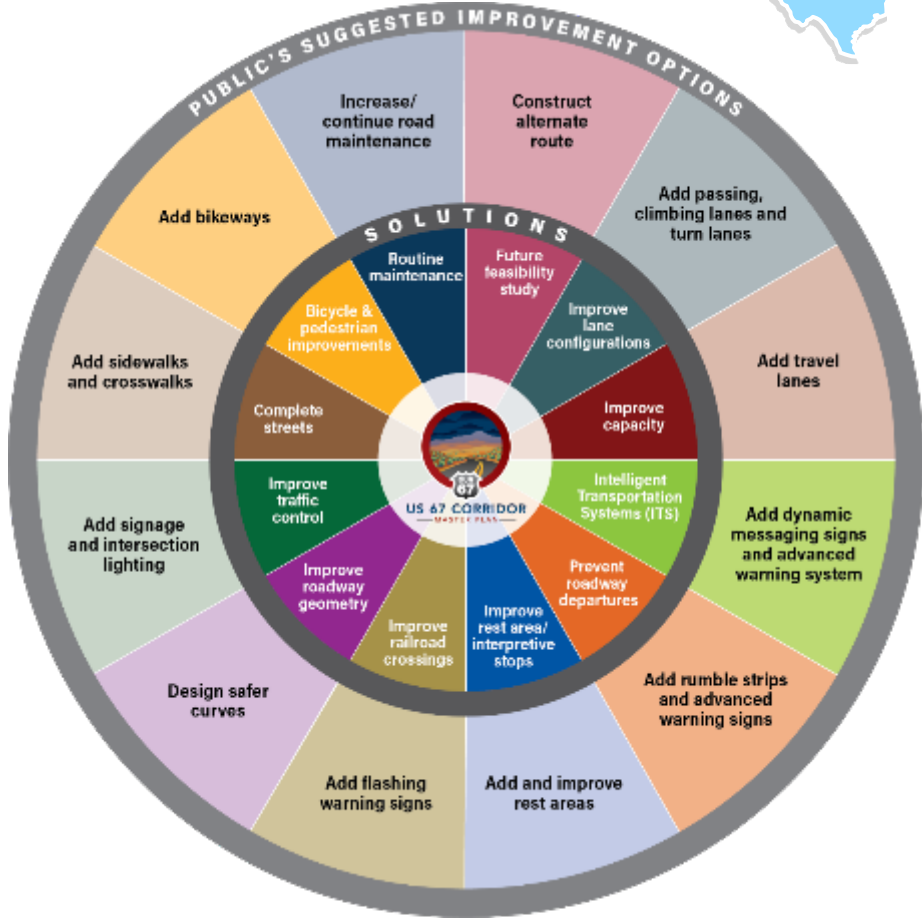 PUBLIC'S SUGGESTED IMPROVEMENT OPTIONS
Increase/
continue road
maintenance
Construct
alternate
route
Add passing,
climbing lanes and
turn lanes
Add travel
lanes
Add dynamic
messaging signs
and advanced
warning system
Add rumble strips
and advanced
warning signs
Add and improve
rest areas
Add flashing
warning signs
Design safer
curves
Add signage
and intersection
lighting
Add sidewalks
and crosswalks
Add bikeways
SOLUTIONS
Routine
maintenance
Future
feasibility
study
Improve
lane
configurations
Improve
capacity
Intelligent
Transportation
Systems (ITS)
Prevent
roadway
departures
Improve
rest area/
interpretive
stops
Improve
railroad
crossings
Improve
roadway
geometry
Improve
traffic
control
Complete
streets
Bicycle &
pedestrian
improvements
US
67
US 67 CORRIDOR
MASTER PLAN